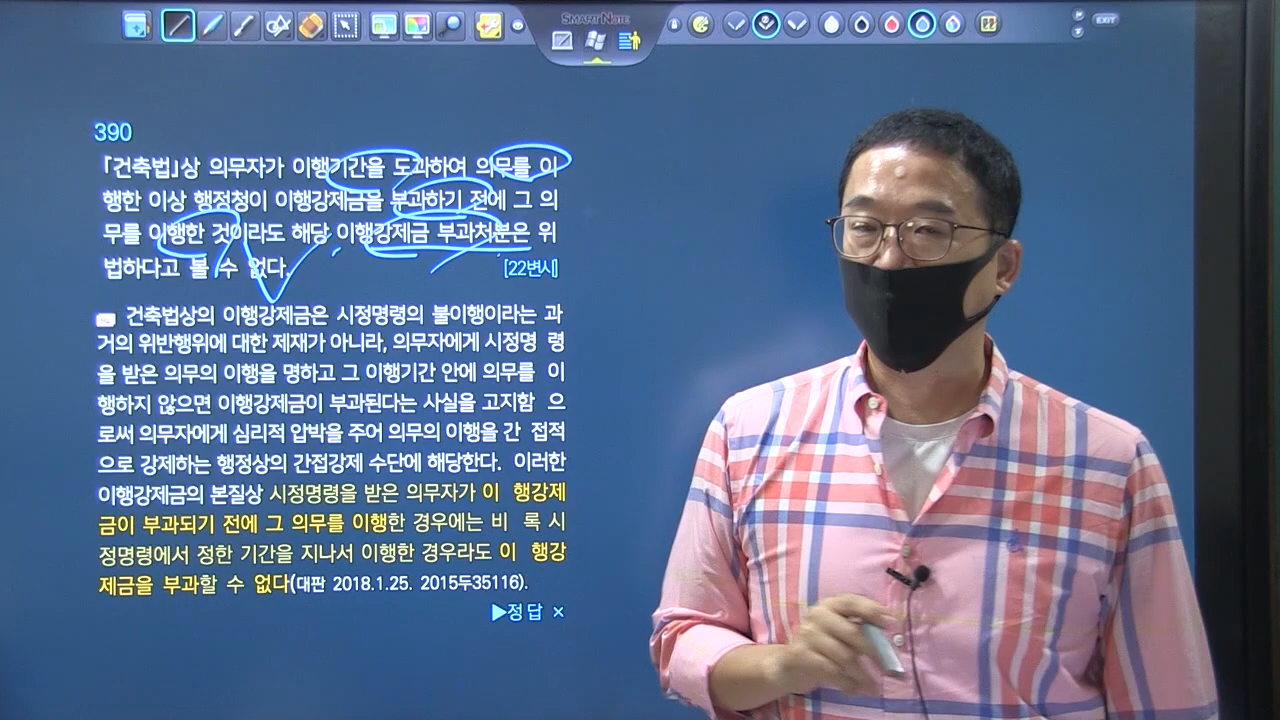 SMART NOTE
EXIT
390
「건축법」상 의무자가 이행기간을 도과하여 의무를 이
행한 이상 행정청이 이행강제금을 부과하기 전에 그 의
무를 이행한 것이라도 해당 이행강제금 부과처분은 위
법하다고 볼 수 없다. [22변시]
건축법상의 이행강제금은 시정명령의 불이행이라는 과
거의 위반행위에 대한 제재가 아니라, 의무자에게 시정명 령
을 받은 의무의 이행을 명하고 그 이행기간 안에 의무를 이
행하지 않으면 이행강제금이 부과된다는 사실을 고지함 으
로써 의무자에게 심리적 압박을 주어 의무의 이행을 간 접적
으로 강제하는 행정상의 간접강제 수단에 해당한다. 이러한
이행강제금의 본질상 시정명령을 받은 의무자가 이 행강제
금이 부과되기 전에 그 의무를 이행한 경우에는 비 록 시
정명령에서 정한 기간을 지나서 이행한 경우라도 이 행강
제금을 부과할 수 없다(대판 2018.1.25. 2015두35116).
▶정답 ×